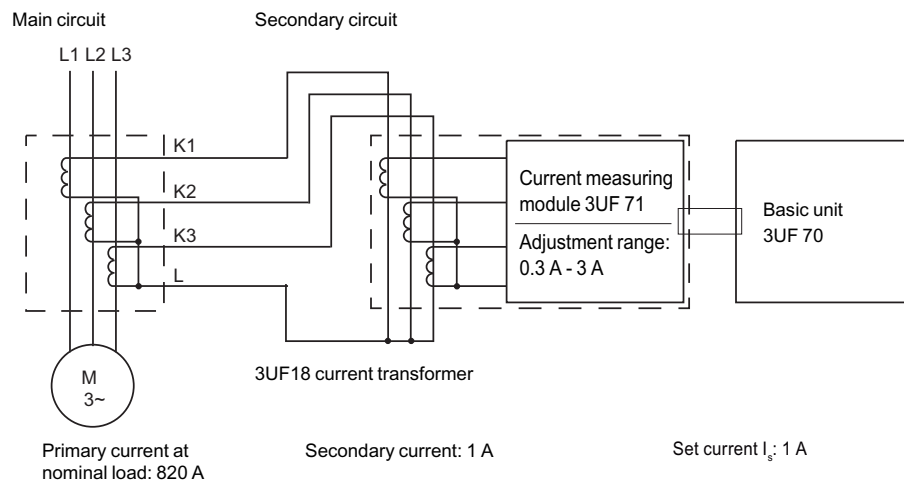 Main circuit
Secondary circuit
L1 L2 L3
K1
K2
K3
L
Current measuring
module 3UF 71
Adjustment range:
0.3 A - 3 A
Basic unit
3UF 70
M
3~
3UF18 current transformer
Primary current at
nominal load: 820 A
Secondary current: 1 A
Set current Is: 1 A